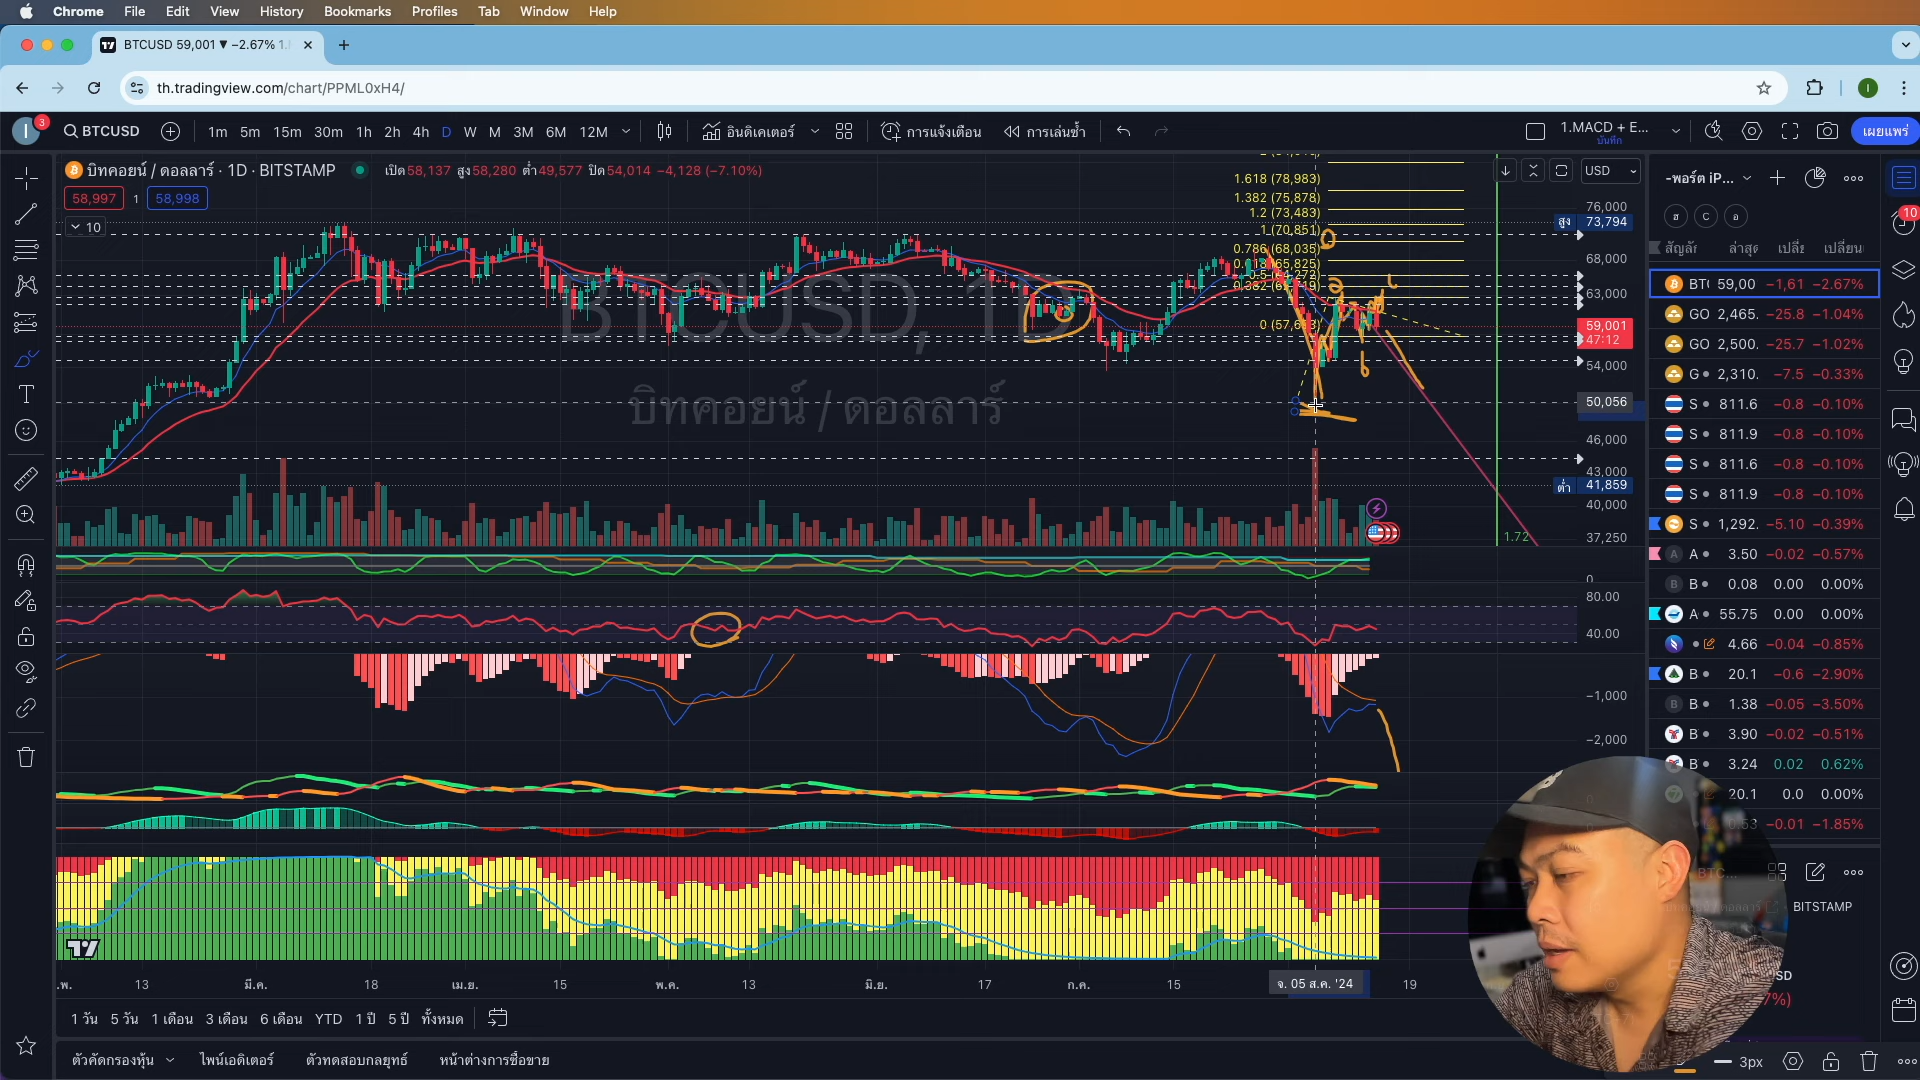 Chrome File Edit View History Bookmarks Profiles Tab Window Help
BTCUSD 59,001 ▼ −2.67% 1.
th.tradingview.com/chart/PPML0xH4/
I 3 BTCUSD 1m 5m 15m 30m 1h 2h 4h D W M 3M 6M 12M อินดิเคเตอร์ การแจ้งเตือน การเล่นซ้ำ 1.MACD + E... บันทึก เผยแพร่
บิทคอยน์ / ดอลลาร์ · 1D · BITSTAMP เปิด58,137 สูง58,280 ต่ำ49,577 ปิด54,014 −4,128 (−7.10%)
58,997 1 58,998
10
USD
1.618 (78,983)
1.382 (75,878)
1.2 (73,483)
1 (70,851)
0.786 (68,035)
0 (57,693)
BTCUSD, 1D
บิทคอยน์ / ดอลลาร์
76,000
สูง 73,794
68,000
63,000
59,001
47:12
54,000
50,056
46,000
43,000
ต่ำ 41,859
40,000
37,250
1.72
0
80.00
40.00
−1,000
−2,000
13 มี.ค. 18 เม.ย. 15 พ.ค. 13 มิ.ย. 17 ก.ค. 15 จ. 05 ส.ค. '24 19
1 วัน 5 วัน 1 เดือน 3 เดือน 6 เดือน YTD 1 ปี 5 ปี ทั้งหมด
ตัวคัดกรองหุ้น ไพน์เอดิเตอร์ ตัวทดสอบกลยุทธ์ หน้าต่างการซื้อขาย
-พอร์ต iP...
ฮ C อ
10
สัญลั ล่าสุ เปลี่ เปลี่ยน
BT 59,00 −1,61 −2.67%
GO 2,465. −25.8 −1.04%
GO 2,500. −25.7 −1.02%
G 2,310. −7.5 −0.33%
S 811.6 −0.8 −0.10%
S 811.9 −0.8 −0.10%
S 811.6 −0.8 −0.10%
S 811.9 −0.8 −0.10%
S 1,292. −5.10 −0.39%
A 3.50 −0.02 −0.57%
B 0.08 0.00 0.00%
A 55.75 0.00 0.00%
4.66 −0.04 −0.85%
B 20.1 −0.6 −2.90%
B 1.38 −0.05 −3.50%
B 3.90 −0.02 −0.51%
B 3.24 0.02 0.62%
20.1 0.0 0.00%
−0.01 −1.85%
BITSTAMP
3px